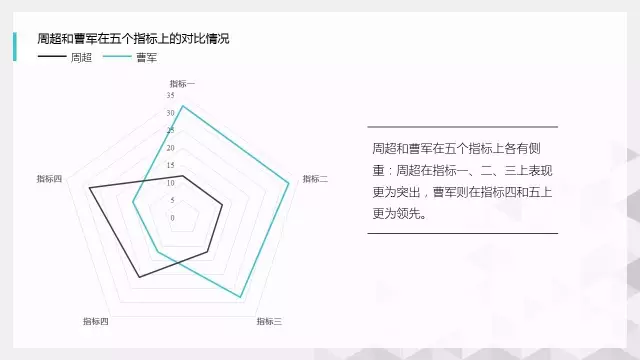 周超和曹军在五个指标上的对比情况
周超 曹军
指标一
35
30
25
20
15
10
5
0
指标四
指标二
指标四
指标三
周超和曹军在五个指标上各有侧
重：周超在指标一、二、三上表现
更为突出，曹军则在指标四和五上
更为领先。